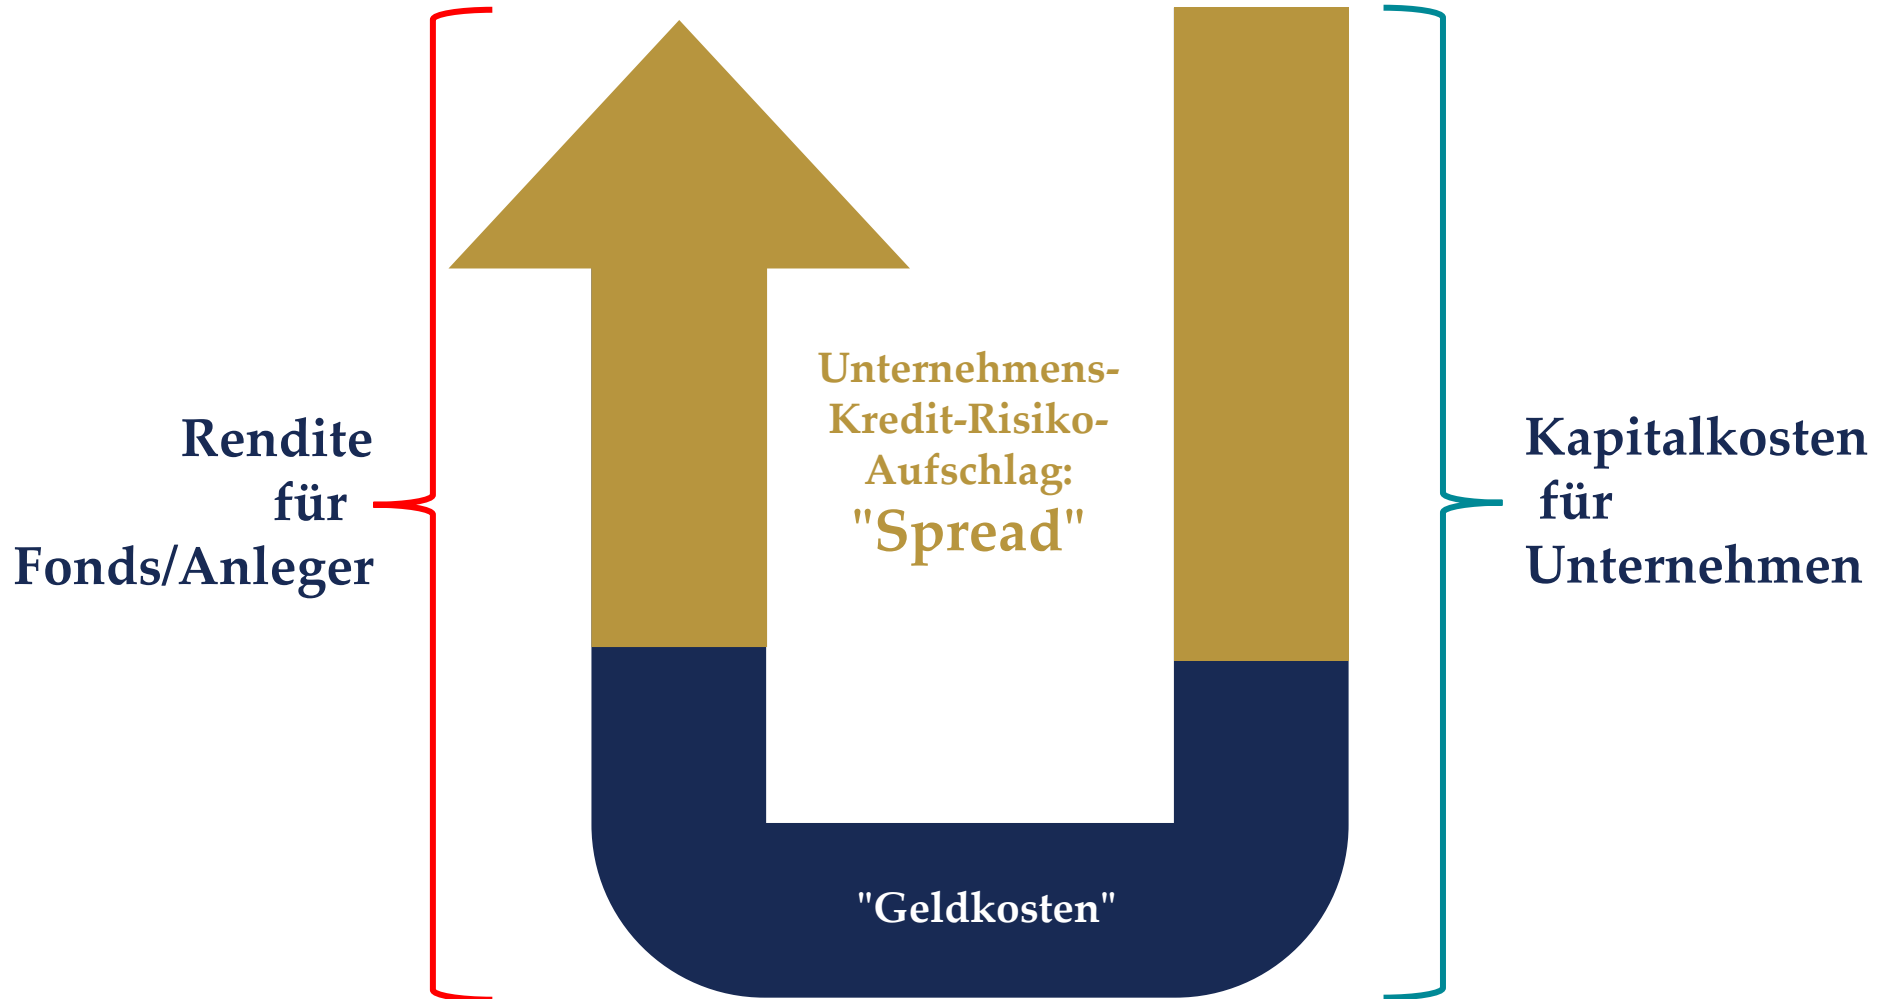 Rendite
für
Fonds/Anleger
Unternehmens-
Kredit-Risiko-
Aufschlag:
"Spread"
"Geldkosten"
Kapitalkosten
für
Unternehmen